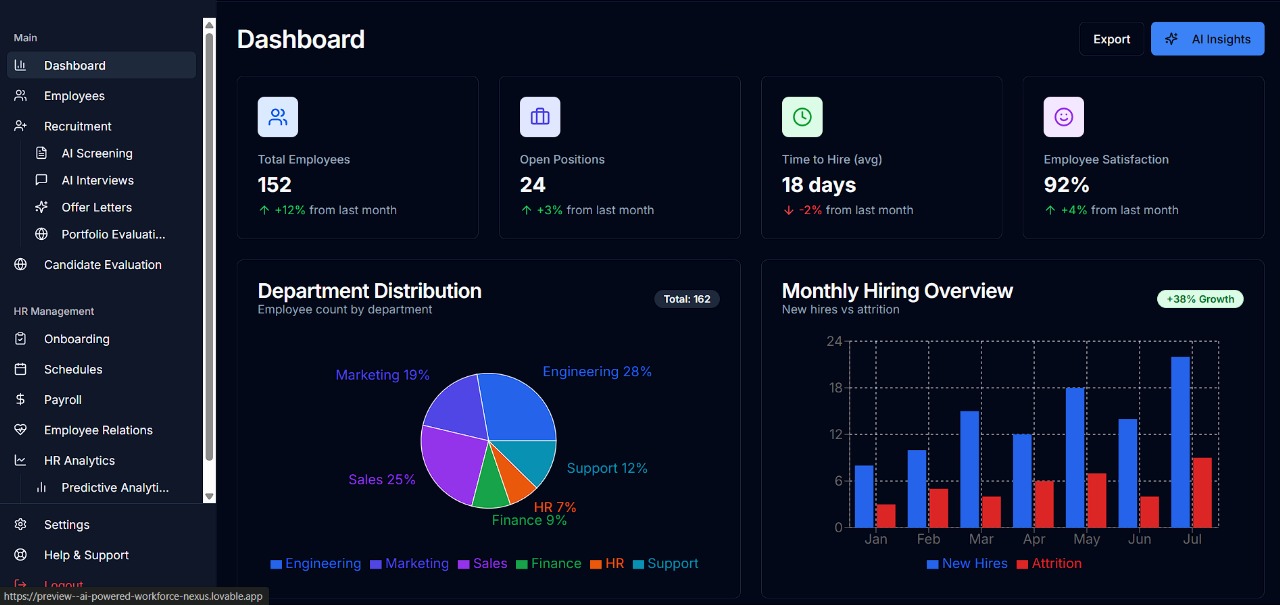 Main
Dashboard
Employees
Recruitment
AI Screening
AI Interviews
Offer Letters
Portfolio Evaluati...
Candidate Evaluation
HR Management
Onboarding
Schedules
Payroll
Employee Relations
HR Analytics
Predictive Analyti...
Settings
Help & Support
Logout
https://preview--ai-powered-workforce-nexus.lovable.app
Dashboard
Export
AI Insights
Total Employees
152
+12% from last month
Open Positions
24
+3% from last month
Time to Hire (avg)
18 days
-2% from last month
Employee Satisfaction
92%
+4% from last month
Department Distribution
Employee count by department
Total: 162
Marketing 19%
Engineering 28%
Sales 25%
Support 12%
HR 7%
Finance 9%
Engineering Marketing Sales Finance HR Support
Monthly Hiring Overview
New hires vs attrition
+38% Growth
24
18
12
6
0
Jan Feb Mar Apr May Jun Jul
New Hires Attrition